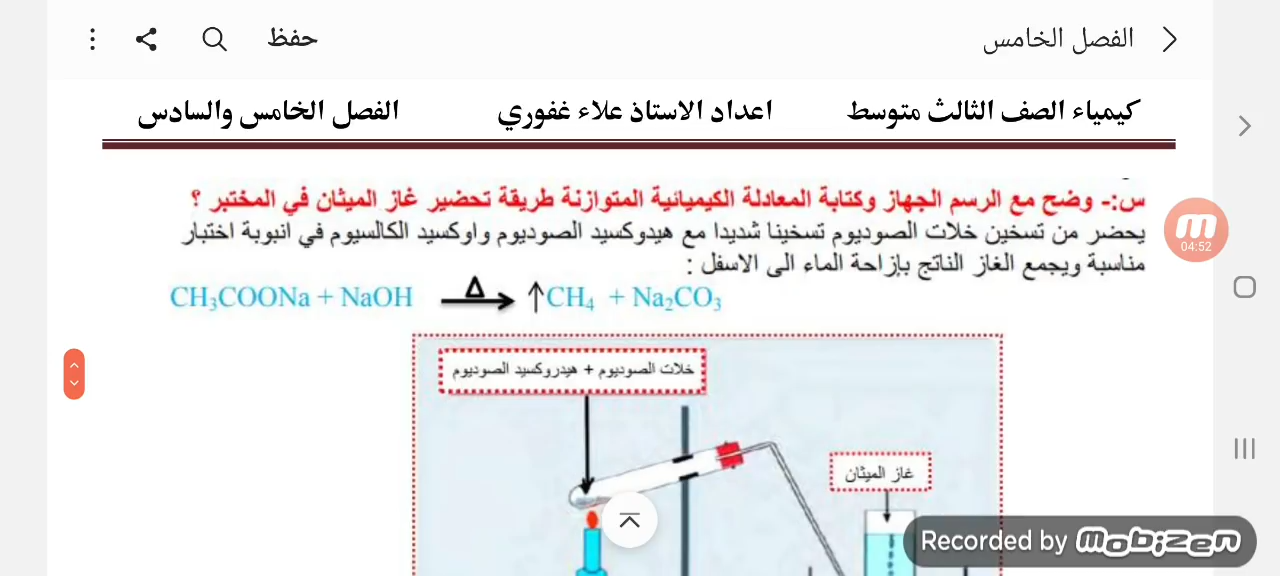 الفصل الخامس
حفظ
كيمياء الصف الثالث متوسط
اعداد الاستاذ علاء غفوري
الفصل الخامس والسادس
س:- وضح مع الرسم الجهاز وكتابة المعادلة الكيميائية المتوازنة طريقة تحضير غاز الميثان في المختبر ؟
يحضر من تسخين خلات الصوديوم تسخينا شديدا مع هيدوكسيد الصوديوم واوكسيد الكالسيوم في انبوبة اختبار
مناسبة ويجمع الغاز الناتج بإزاحة الماء الى الاسفل :
CH₃COONa + NaOH —Δ→ ↑CH₄ + Na₂CO₃
خلات الصوديوم + هيدروكسيد الصوديوم
غاز الميثان
04:52
Recorded by mobizen